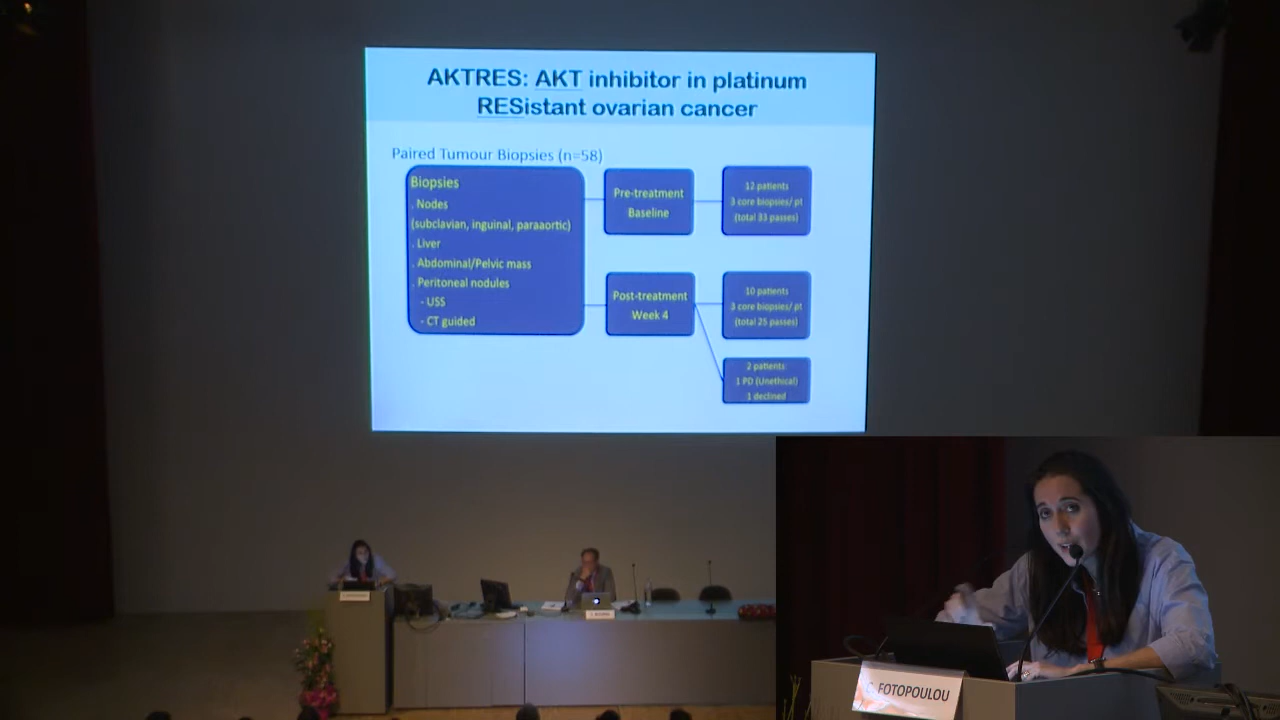 AKTRES: AKT inhibitor in platinum
RESistant ovarian cancer
Paired Tumour Biopsies (n=58)
Biopsies
. Nodes
(subclavian, inguinal, paraaortic)
. Liver
. Abdominal/Pelvic mass
. Peritoneal nodules
- USS
- CT guided
Pre-treatment
Baseline
12 patients
3 core biopsies/ pt
(total 33 passes)
Post-treatment
Week 4
10 patients
3 core biopsies/ pt
(total 25 passes)
2 patients:
1 PD (Unethical)
1 declined
FOTOPOULOU